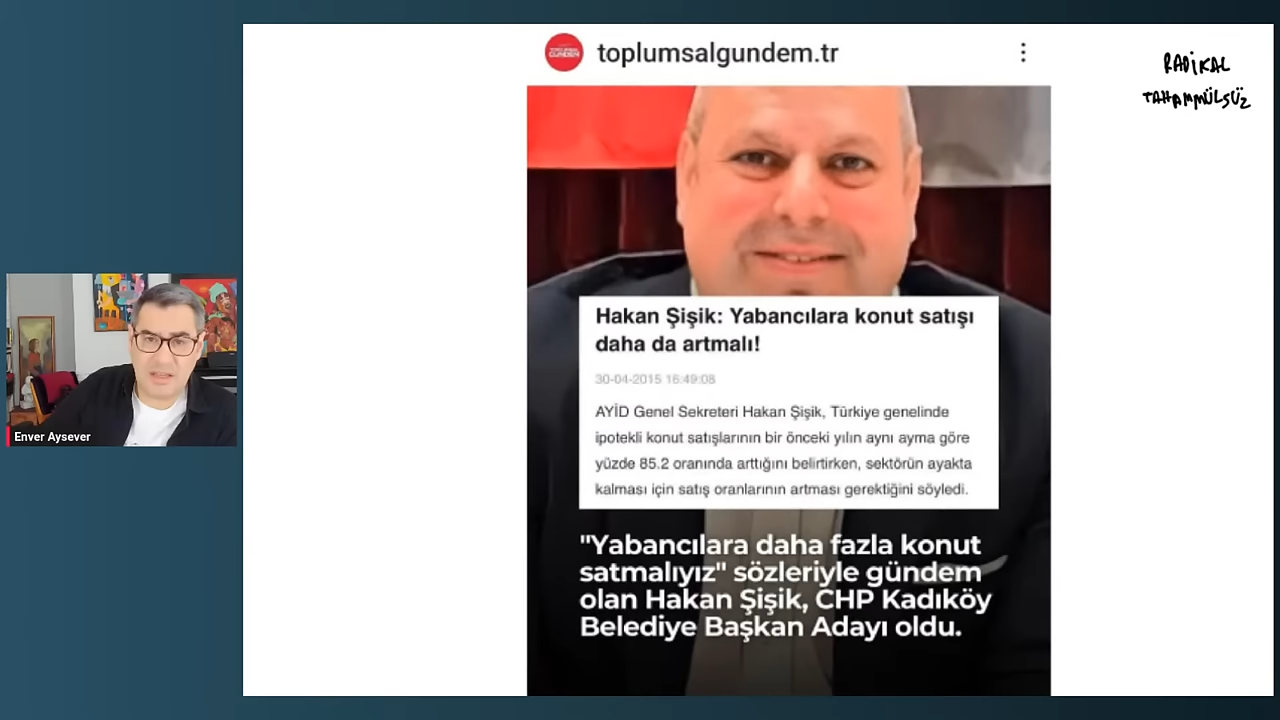 toplumsalgundem.tr
RADİKAL
TAHAMMÜLSÜZ
Hakan Şişik: Yabancılara konut satışı
daha da artmalı!
30-04-2015 16:49:08
AYİD Genel Sekreteri Hakan Şişik, Türkiye genelinde
ipotekli konut satışlarının bir önceki yılın aynı ayma göre
yüzde 85.2 oranında arttığını belirtirken, sektörün ayakta
kalması için satış oranlarının artması gerektiğini söyledi.
"Yabancılara daha fazla konut
satmalıyız" sözleriyle gündem
olan Hakan Şişik, CHP Kadıköy
Belediye Başkan Adayı oldu.
Enver Aysever